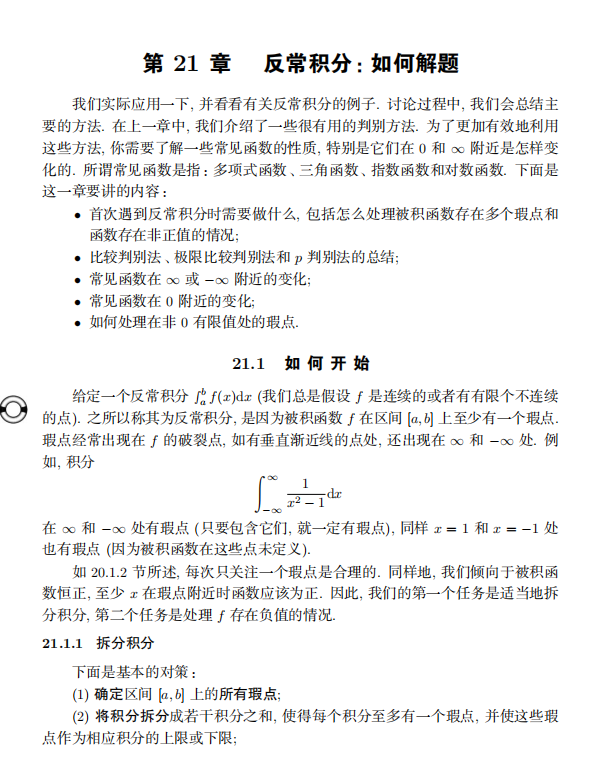 第 21 章 反常积分: 如何解题
我们实际应用一下, 并看看有关反常积分的例子. 讨论过程中, 我们会总结主
要的方法. 在上一章中, 我们介绍了一些很有用的判别方法. 为了更加有效地利用
这些方法, 你需要了解一些常见函数的性质, 特别是它们在 0 和 ∞ 附近是怎样变
化的. 所谓常见函数是指: 多项式函数、三角函数、指数函数和对数函数. 下面是
这一章要讲的内容:
• 首次遇到反常积分时需要做什么, 包括怎么处理被积函数存在多个瑕点和
函数存在非正值的情况;
• 比较判别法、极限比较判别法和 p 判别法的总结;
• 常见函数在 ∞ 或 −∞ 附近的变化;
• 常见函数在 0 附近的变化;
• 如何处理在非 0 有限值处的瑕点.
21.1 如何开始
给定一个反常积分 ∫_a^b f(x)dx (我们总是假设 f 是连续的或者有有限个不连续
的点). 之所以称其为反常积分, 是因为被积函数 f 在区间 [a, b] 上至少有一个瑕点.
瑕点经常出现在 f 的破裂点, 如有垂直渐近线的点处, 还出现在 ∞ 和 −∞ 处. 例
如, 积分
∫_{−∞}^{∞} 1/(x² − 1) dx
在 ∞ 和 −∞ 处有瑕点 (只要包含它们, 就一定有瑕点), 同样 x = 1 和 x = −1 处
也有瑕点 (因为被积函数在这些点未定义).
如 20.1.2 节所述, 每次只关注一个瑕点是合理的. 同样地, 我们倾向于被积函
数恒正, 至少 x 在瑕点附近时函数应该为正. 因此, 我们的第一个任务是适当地拆
分积分, 第二个任务是处理 f 存在负值的情况.
21.1.1 拆分积分
下面是基本的对策:
(1) 确定区间 [a, b] 上的所有瑕点;
(2) 将积分拆分成若干积分之和, 使得每个积分至多有一个瑕点, 并使这些瑕
点作为相应积分的上限或下限;